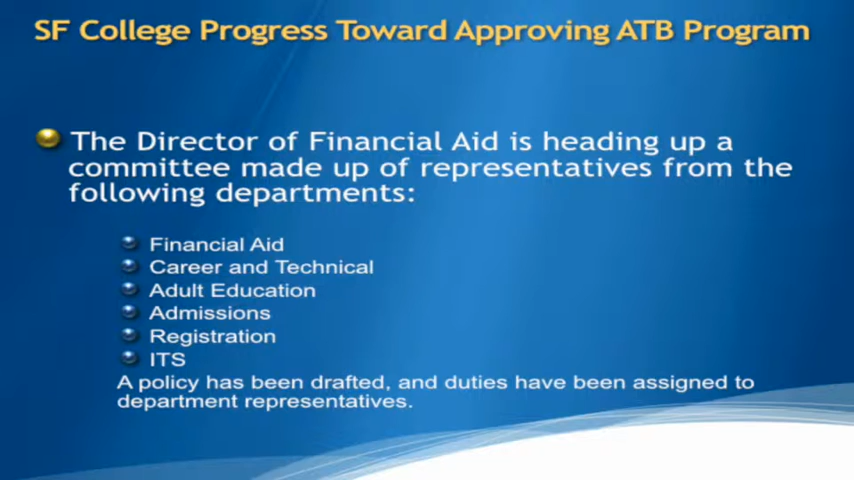 SF College Progress Toward Approving ATB Program
The Director of Financial Aid is heading up a
committee made up of representatives from the
following departments:
Financial Aid
Career and Technical
Adult Education
Admissions
Registration
ITS
A policy has been drafted, and duties have been assigned to
department representatives.